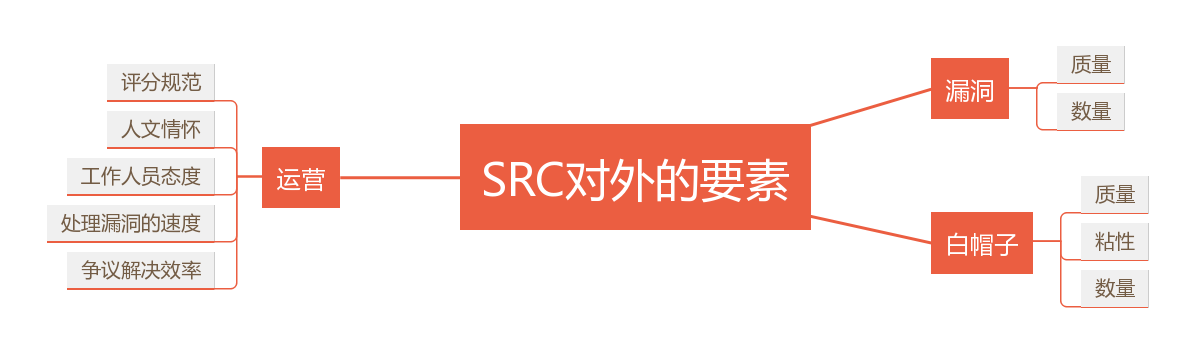 SRC对外的要素
漏洞
质量
数量
白帽子
质量
粘性
数量
运营
评分规范
人文情怀
工作人员态度
处理漏洞的速度
争议解决效率